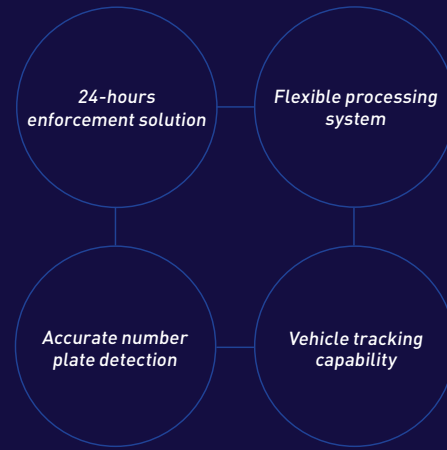 24-hours
enforcement solution
Flexible processing
system
Accurate number
plate detection
Vehicle tracking
capability